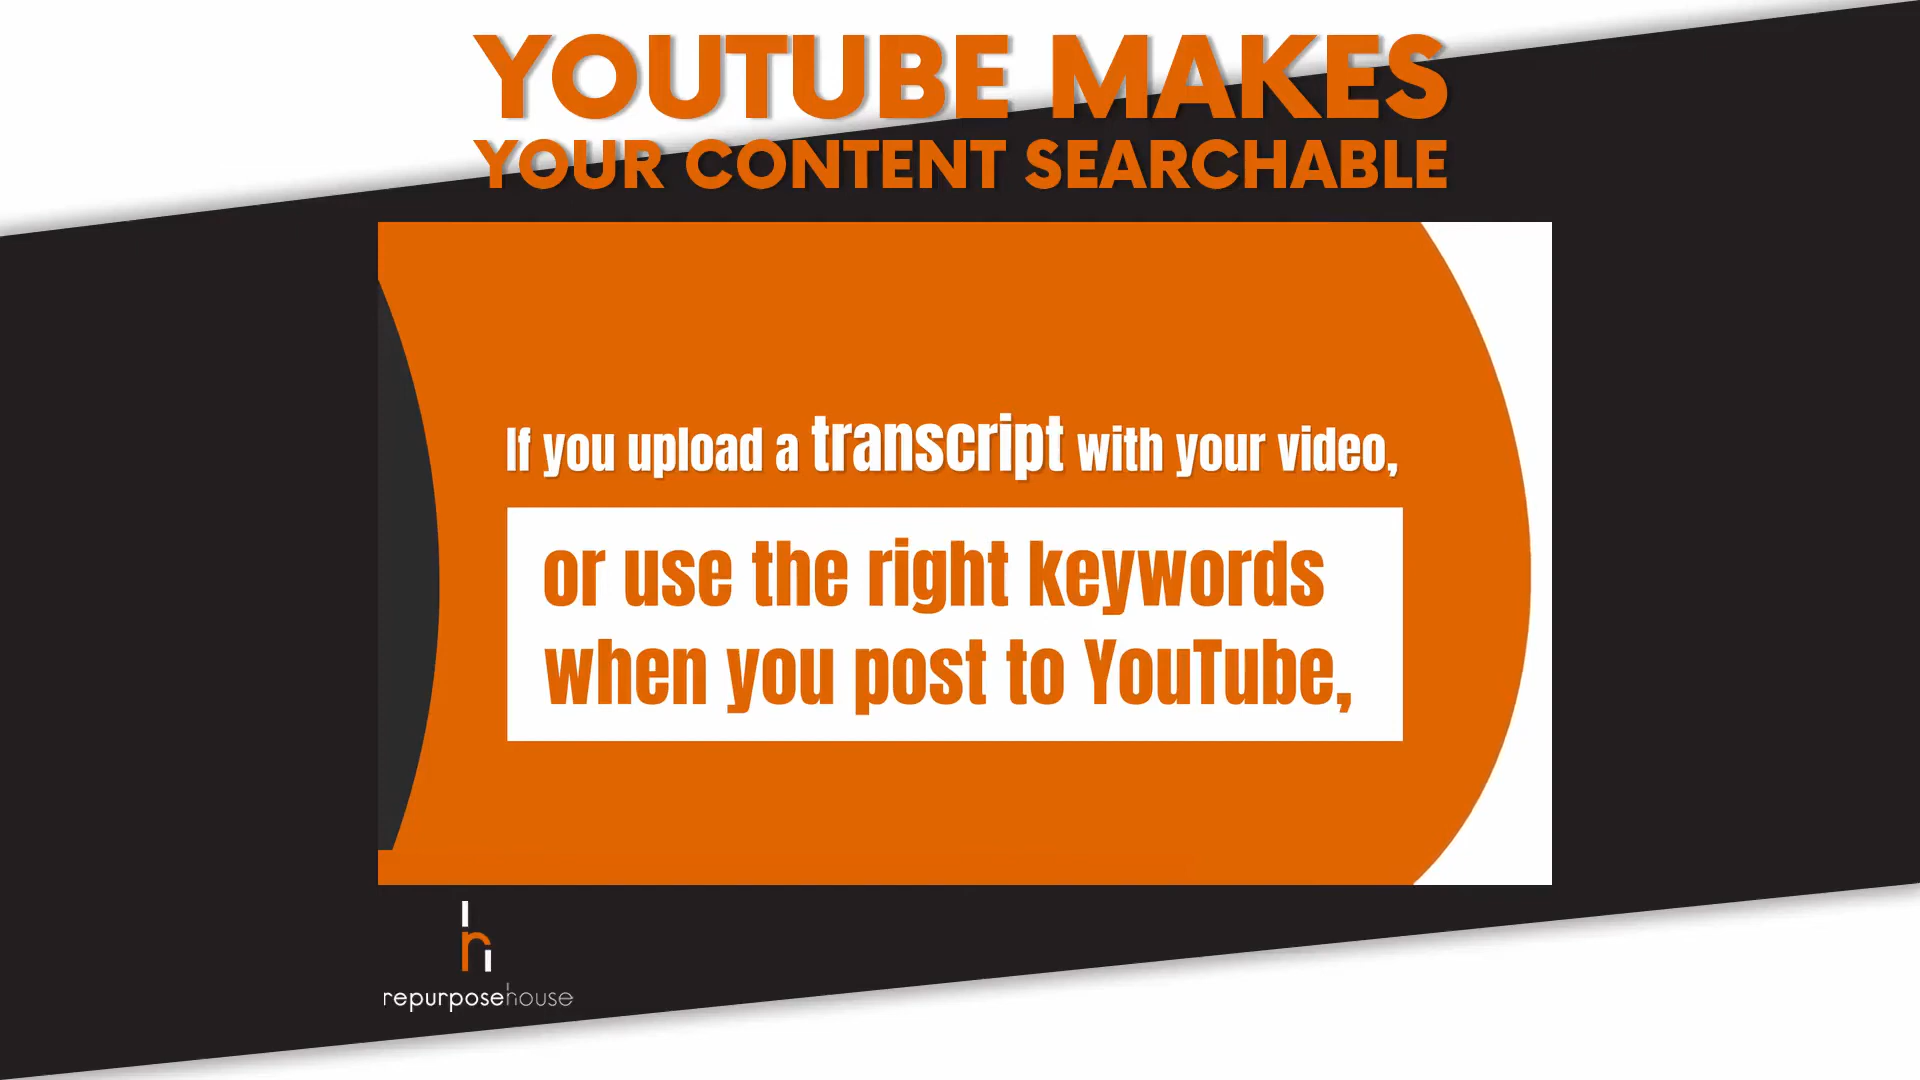 YOUTUBE MAKES
YOUR CONTENT SEARCHABLE
If you upload a transcript with your video,
or use the right keywords
when you post to YouTube,
repurposehouse